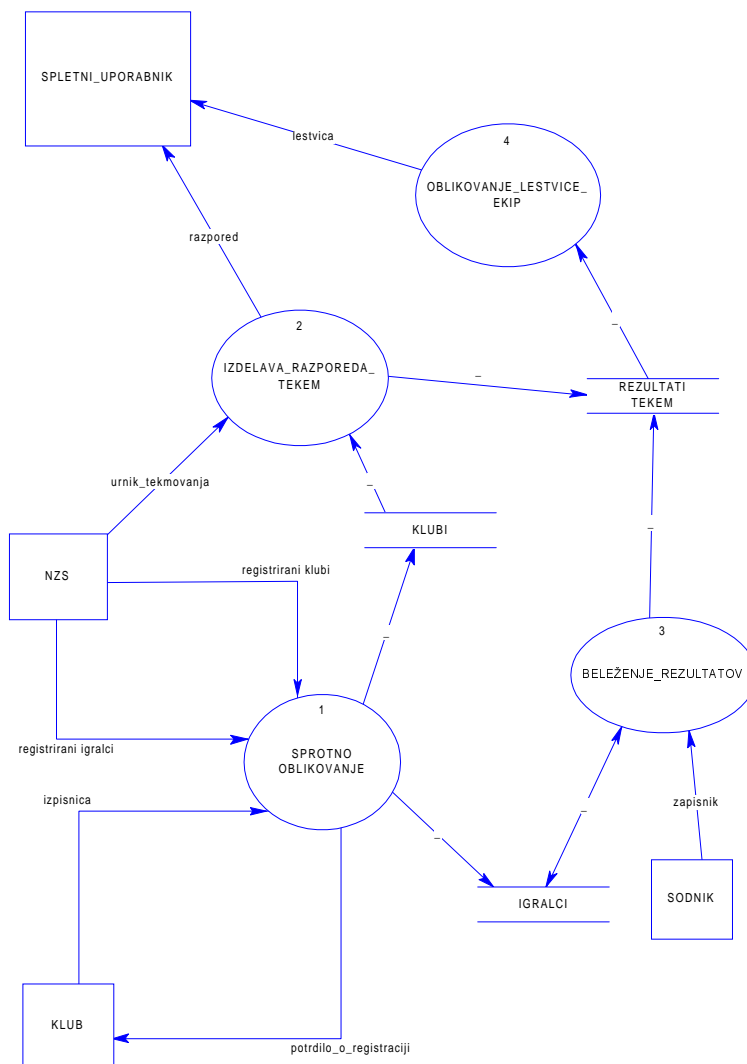 SPLETNI_UPORABNIK
lestvica
4
OBLIKOVANJE_LESTVICE_
EKIP
razpored
2
IZDELAVA_RAZPOREDA_
TEKEM
–
–
REZULTATI
TEKEM
urnik_tekmovanja
–
KLUBI
–
NZS
registrirani klubi
–
3
BELEŽENJE_REZULTATOV
1
SPROTNO
OBLIKOVANJE
registrirani igralci
izpisnica
–
–
zapisnik
IGRALCI
SODNIK
KLUB
potrdilo_o_registraciji